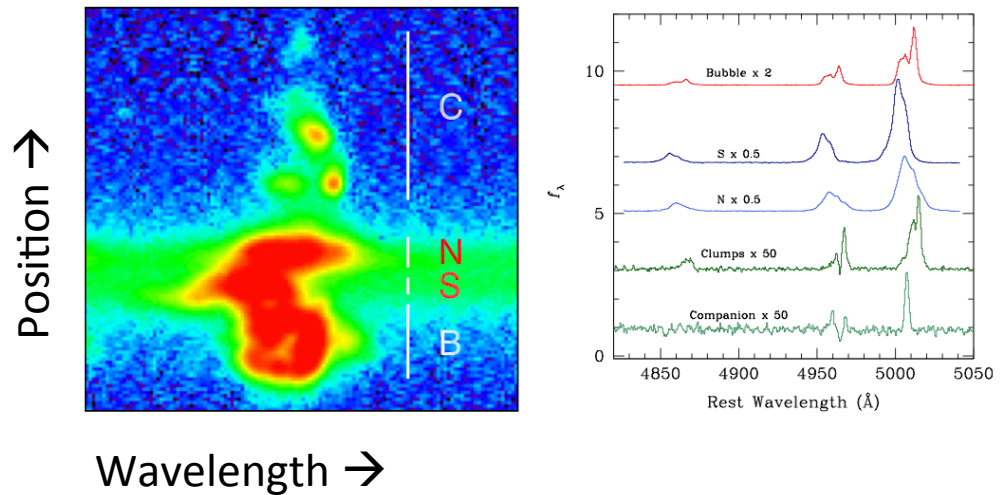 Position →
C
N
S
B
Wavelength →
10
5
0
fλ
Bubble x 2
S x 0.5
N x 0.5
Clumps x 50
Companion x 50
4850 4900 4950 5000 5050
Rest Wavelength (Å)